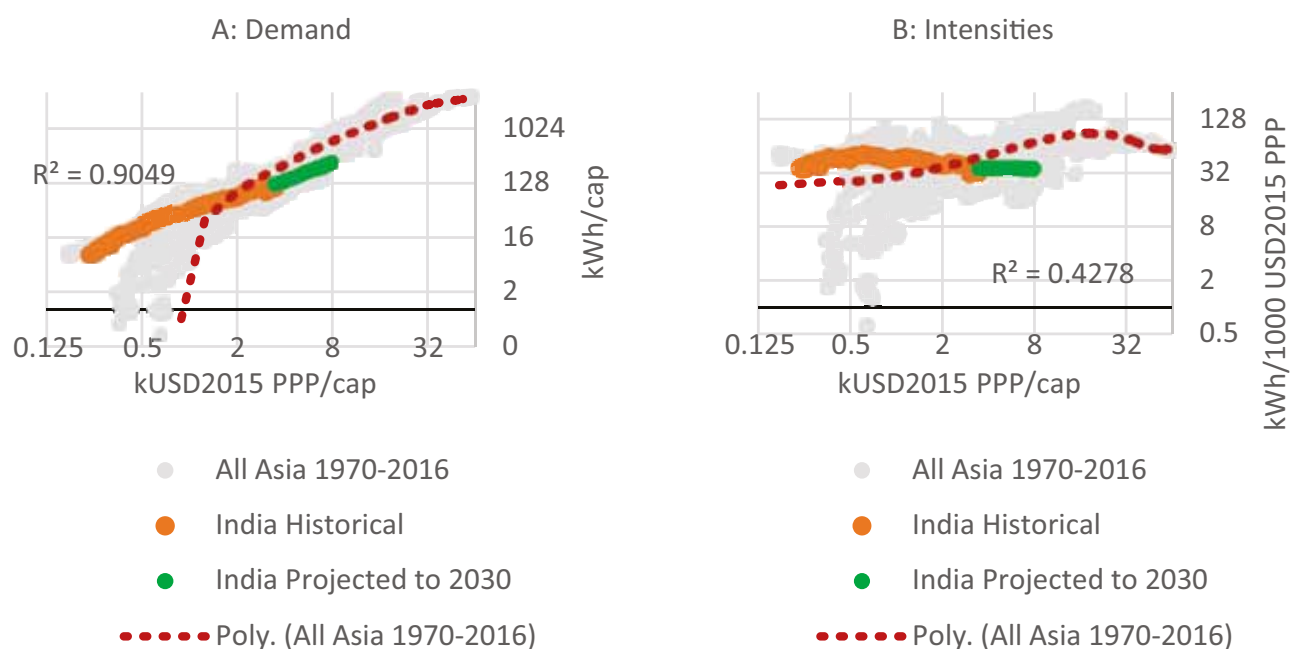 A: Demand
R² = 0.9049
1024
128
16
2
0
kWh/cap
0.125
0.5
2
8
32
kUSD2015 PPP/cap
All Asia 1970-2016
India Historical
India Projected to 2030
Poly. (All Asia 1970-2016)
B: Intensities
R² = 0.4278
128
32
8
2
0.5
kWh/1000 USD2015 PPP
0.125
0.5
2
8
32
kUSD2015 PPP/cap
All Asia 1970-2016
India Historical
India Projected to 2030
Poly. (All Asia 1970-2016)